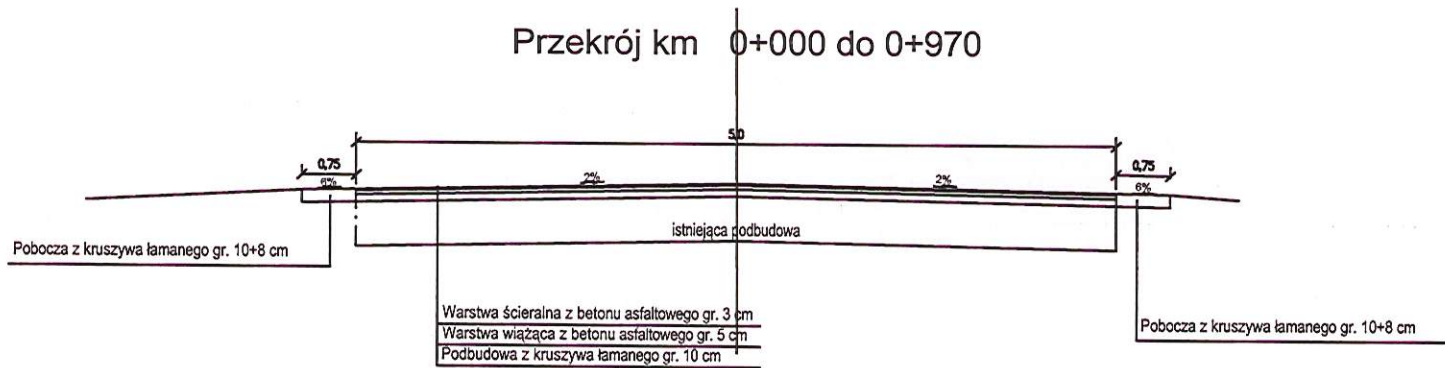 Przekrój km 0+000 do 0+970
5,0
0,75
0,75
6%
2%
2%
6%
istniejąca podbudowa
Pobocza z kruszywa łamanego gr. 10+8 cm
Warstwa ścieralna z betonu asfaltowego gr. 3 cm
Warstwa wiążąca z betonu asfaltowego gr. 5 cm
Podbudowa z kruszywa łamanego gr. 10 cm
Pobocza z kruszywa łamanego gr. 10+8 cm